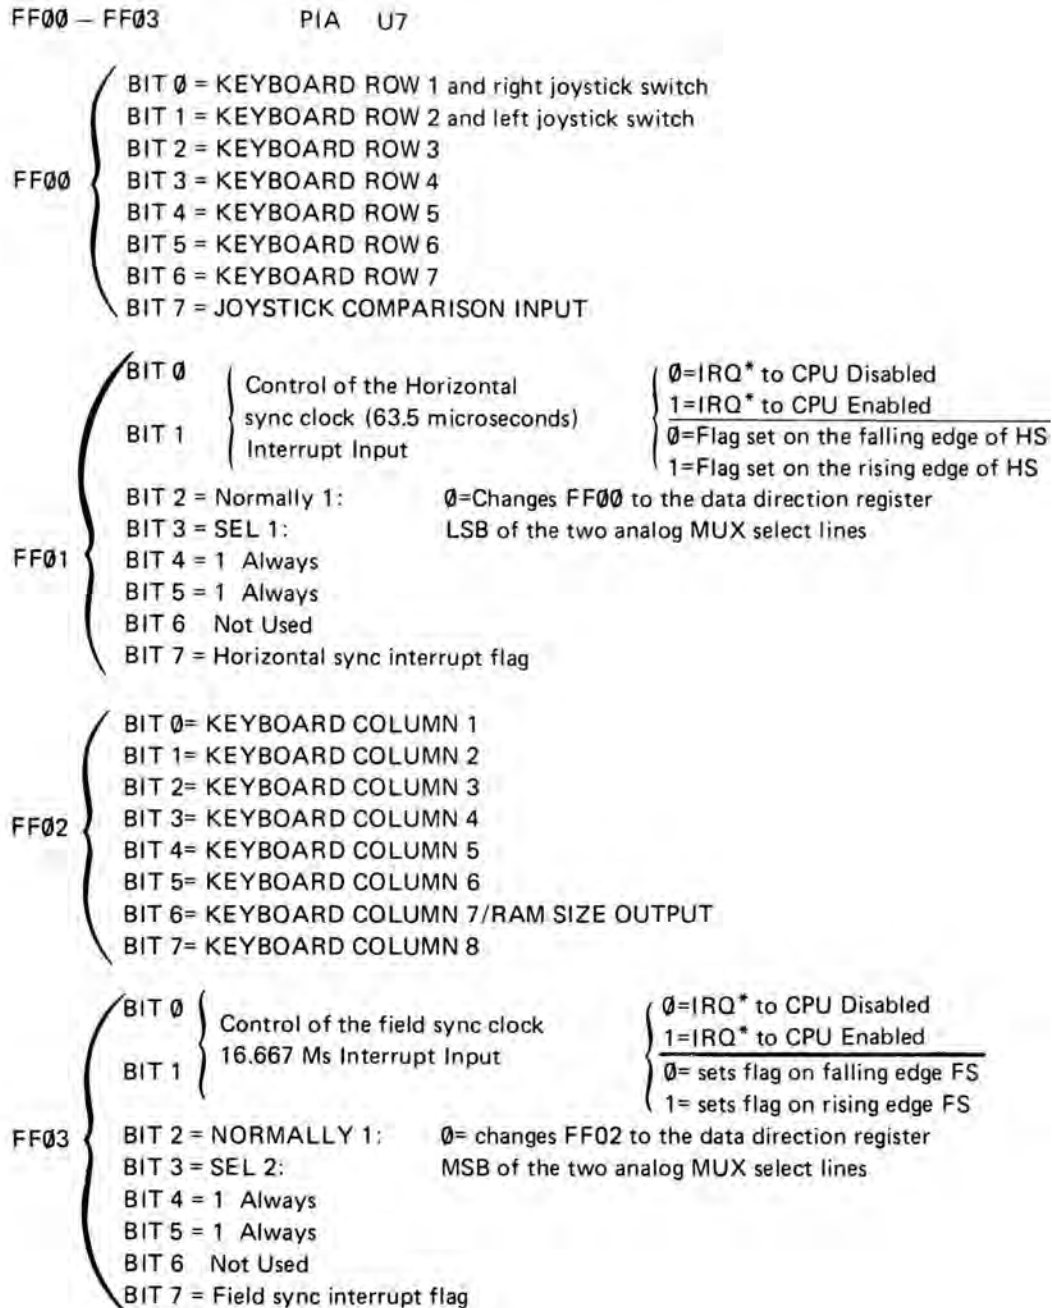 FFØØ – FFØ3 PIA U7
BIT Ø = KEYBOARD ROW 1 and right joystick switch
BIT 1 = KEYBOARD ROW 2 and left joystick switch
BIT 2 = KEYBOARD ROW 3
FFØØ BIT 3 = KEYBOARD ROW 4
BIT 4 = KEYBOARD ROW 5
BIT 5 = KEYBOARD ROW 6
BIT 6 = KEYBOARD ROW 7
BIT 7 = JOYSTICK COMPARISON INPUT
BIT Ø Control of the Horizontal Ø=IRQ* to CPU Disabled
sync clock (63.5 microseconds) 1=IRQ* to CPU Enabled
BIT 1 Interrupt Input Ø=Flag set on the falling edge of HS
1=Flag set on the rising edge of HS
BIT 2 = Normally 1: Ø=Changes FFØØ to the data direction register
BIT 3 = SEL 1: LSB of the two analog MUX select lines
FFØ1 BIT 4 = 1 Always
BIT 5 = 1 Always
BIT 6 Not Used
BIT 7 = Horizontal sync interrupt flag
BIT Ø= KEYBOARD COLUMN 1
BIT 1= KEYBOARD COLUMN 2
BIT 2= KEYBOARD COLUMN 3
FFØ2 BIT 3= KEYBOARD COLUMN 4
BIT 4= KEYBOARD COLUMN 5
BIT 5= KEYBOARD COLUMN 6
BIT 6= KEYBOARD COLUMN 7/RAM SIZE OUTPUT
BIT 7= KEYBOARD COLUMN 8
BIT Ø Control of the field sync clock Ø=IRQ* to CPU Disabled
16.667 Ms Interrupt Input 1=IRQ* to CPU Enabled
BIT 1 Ø= sets flag on falling edge FS
1= sets flag on rising edge FS
FFØ3 BIT 2 = NORMALLY 1: Ø= changes FF02 to the data direction register
BIT 3 = SEL 2: MSB of the two analog MUX select lines
BIT 4 = 1 Always
BIT 5 = 1 Always
BIT 6 Not Used
BIT 7 = Field sync interrupt flag